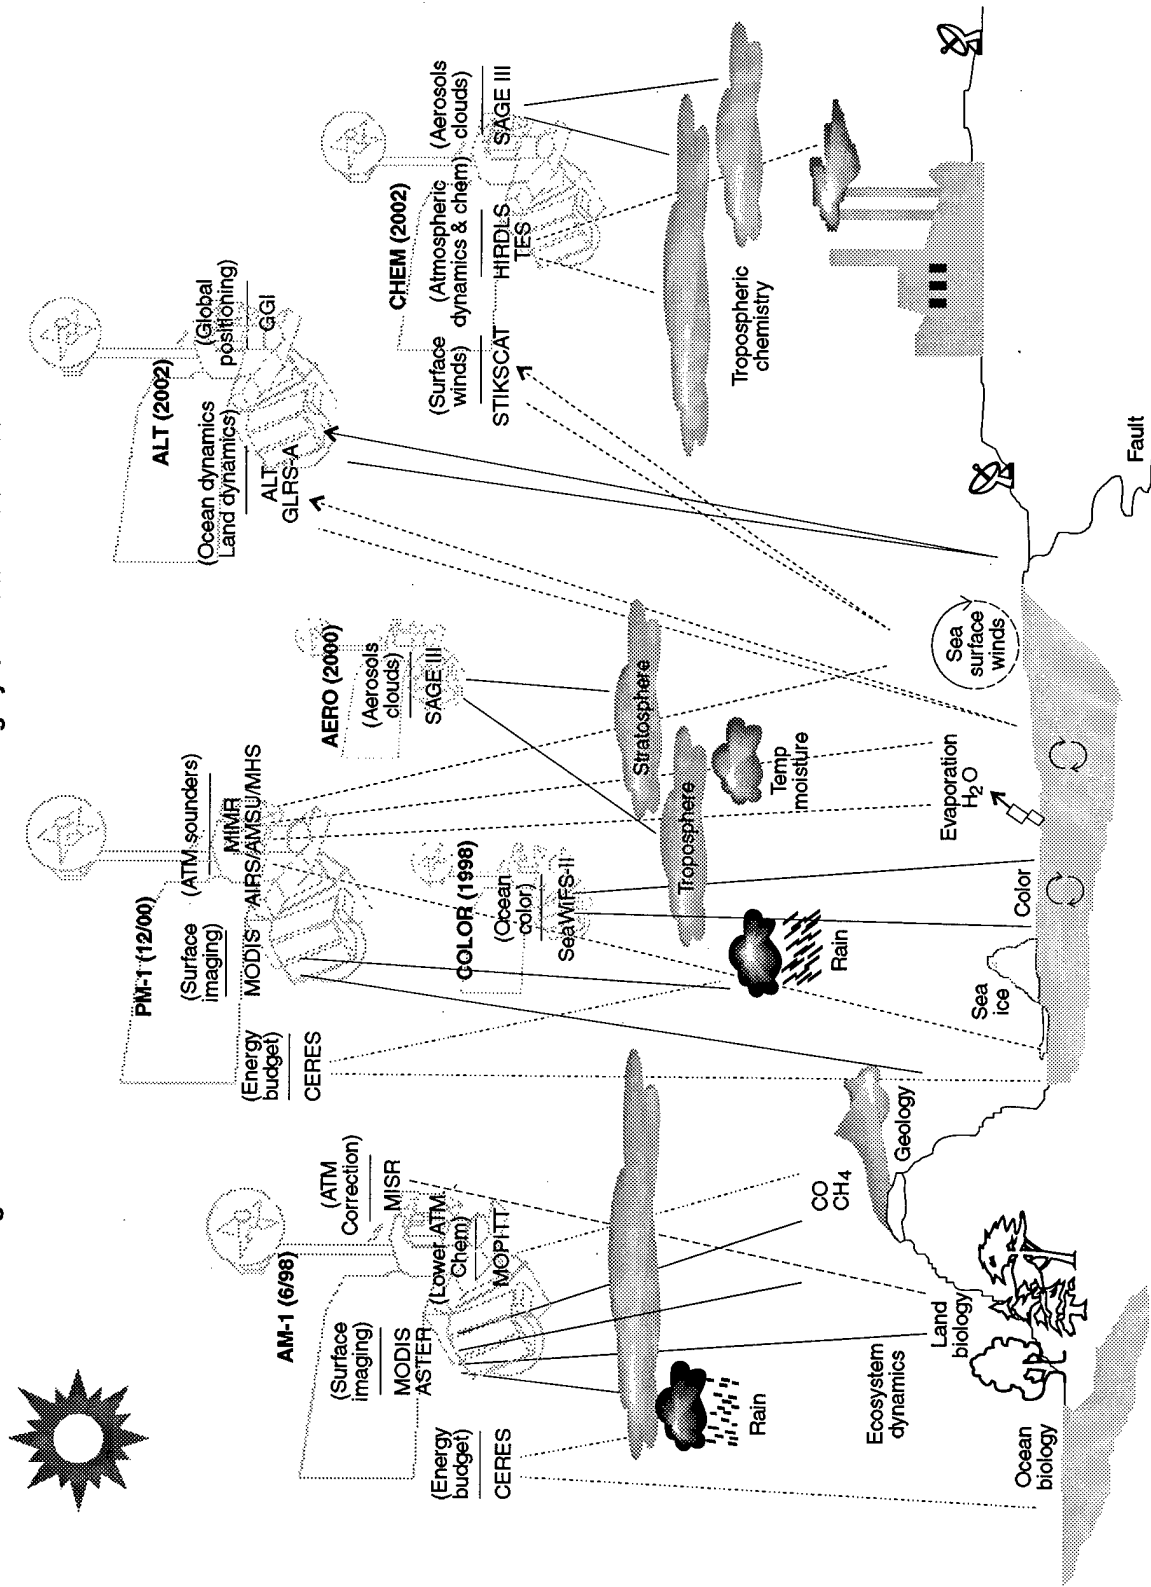 AM-1 (6/98)
(Energy
budget)
CERES
(Surface
imaging)
MODIS
ASTER
(Lower ATM
Chem)
MOPITT
(ATM
Correction)
MISR
PM-1 (12/00)
(Energy
budget)
CERES
(Surface
imaging)
MODIS
(ATM sounders)
MIMR
AIRS/AMSU/MHS
COLOR (1998)
(Ocean
color)
SeaWIFS-II
AERO (2000)
(Aerosols
clouds)
SAGE III
ALT (2002)
(Ocean dynamics
Land dynamics)
ALT
GLRS-A
(Global
positioning)
GGI
CHEM (2002)
(Surface
winds)
STIKSCAT
(Atmospheric
dynamics & chem)
HIRDLS
TES
(Aerosols
clouds)
SAGE III
Rain
Ecosystem
dynamics
Ocean
biology
Land
biology
CO
CH4
Geology
Rain
Troposphere
Stratosphere
Temp
moisture
Sea
ice
Color
Evaporation
H2O
Sea
surface
winds
Tropospheric
chemistry
Fault